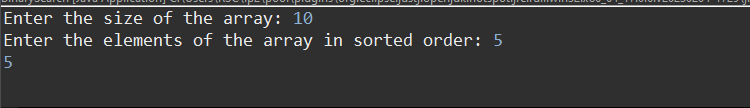 Enter the size of the array: 10
Enter the elements of the array in sorted order: 5
5